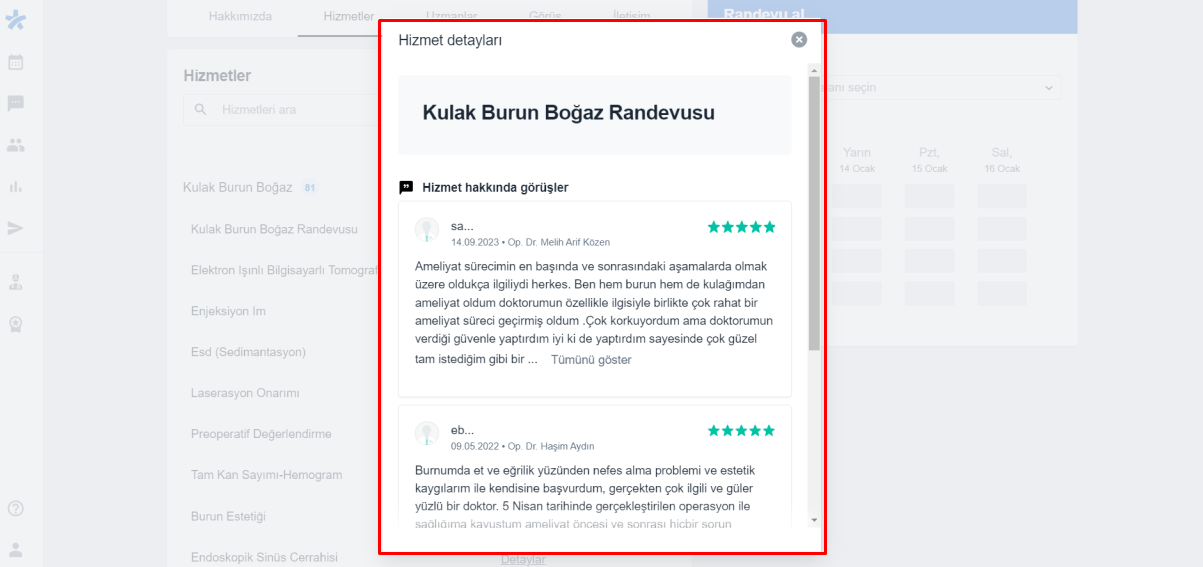 Hakkımızda Hizmetler Uzmanlar Görüş İletişim
Randevu al
Hizmetler
Hizmetleri ara
Kulak Burun Boğaz 81
Kulak Burun Boğaz Randevusu
Elektron Işınlı Bilgisayarlı Tomograf
Enjeksiyon Im
Esd (Sedimantasyon)
Laserasyon Onarımı
Preoperatif Değerlendirme
Tam Kan Sayımı-Hemogram
Burun Estetiği
Endoskopik Sinüs Cerrahisi
Detaylar
Hizmet detayları
Kulak Burun Boğaz Randevusu
Hizmet hakkında görüşler
sa...
14.09.2023 • Op. Dr. Melih Arif Közen
Ameliyat sürecimin en başında ve sonrasındaki aşamalarda olmak
üzere oldukça ilgiliydi herkes. Ben hem burun hem de kulağımdan
ameliyat oldum doktorumun özellikle ilgisiyle birlikte çok rahat bir
ameliyat süreci geçirmiş oldum .Çok korkuyordum ama doktorumun
verdiği güvenle yaptırdım iyi ki de yaptırdım sayesinde çok güzel
tam istediğim gibi bir ... Tümünü göster
eb...
09.05.2022 • Op. Dr. Haşim Aydın
Burnumda et ve eğrilik yüzünden nefes alma problemi ve estetik
kaygılarım ile kendisine başvurdum, gerçekten çok ilgili ve güler
yüzlü bir doktor. 5 Nisan tarihinde gerçekleştirilen operasyon ile
sağlığıma kavuştum ameliyat öncesi ve sonrası hiçbir sorun
seçin
Yarın Pzt, Sal,
14 Ocak 15 Ocak 16 Ocak